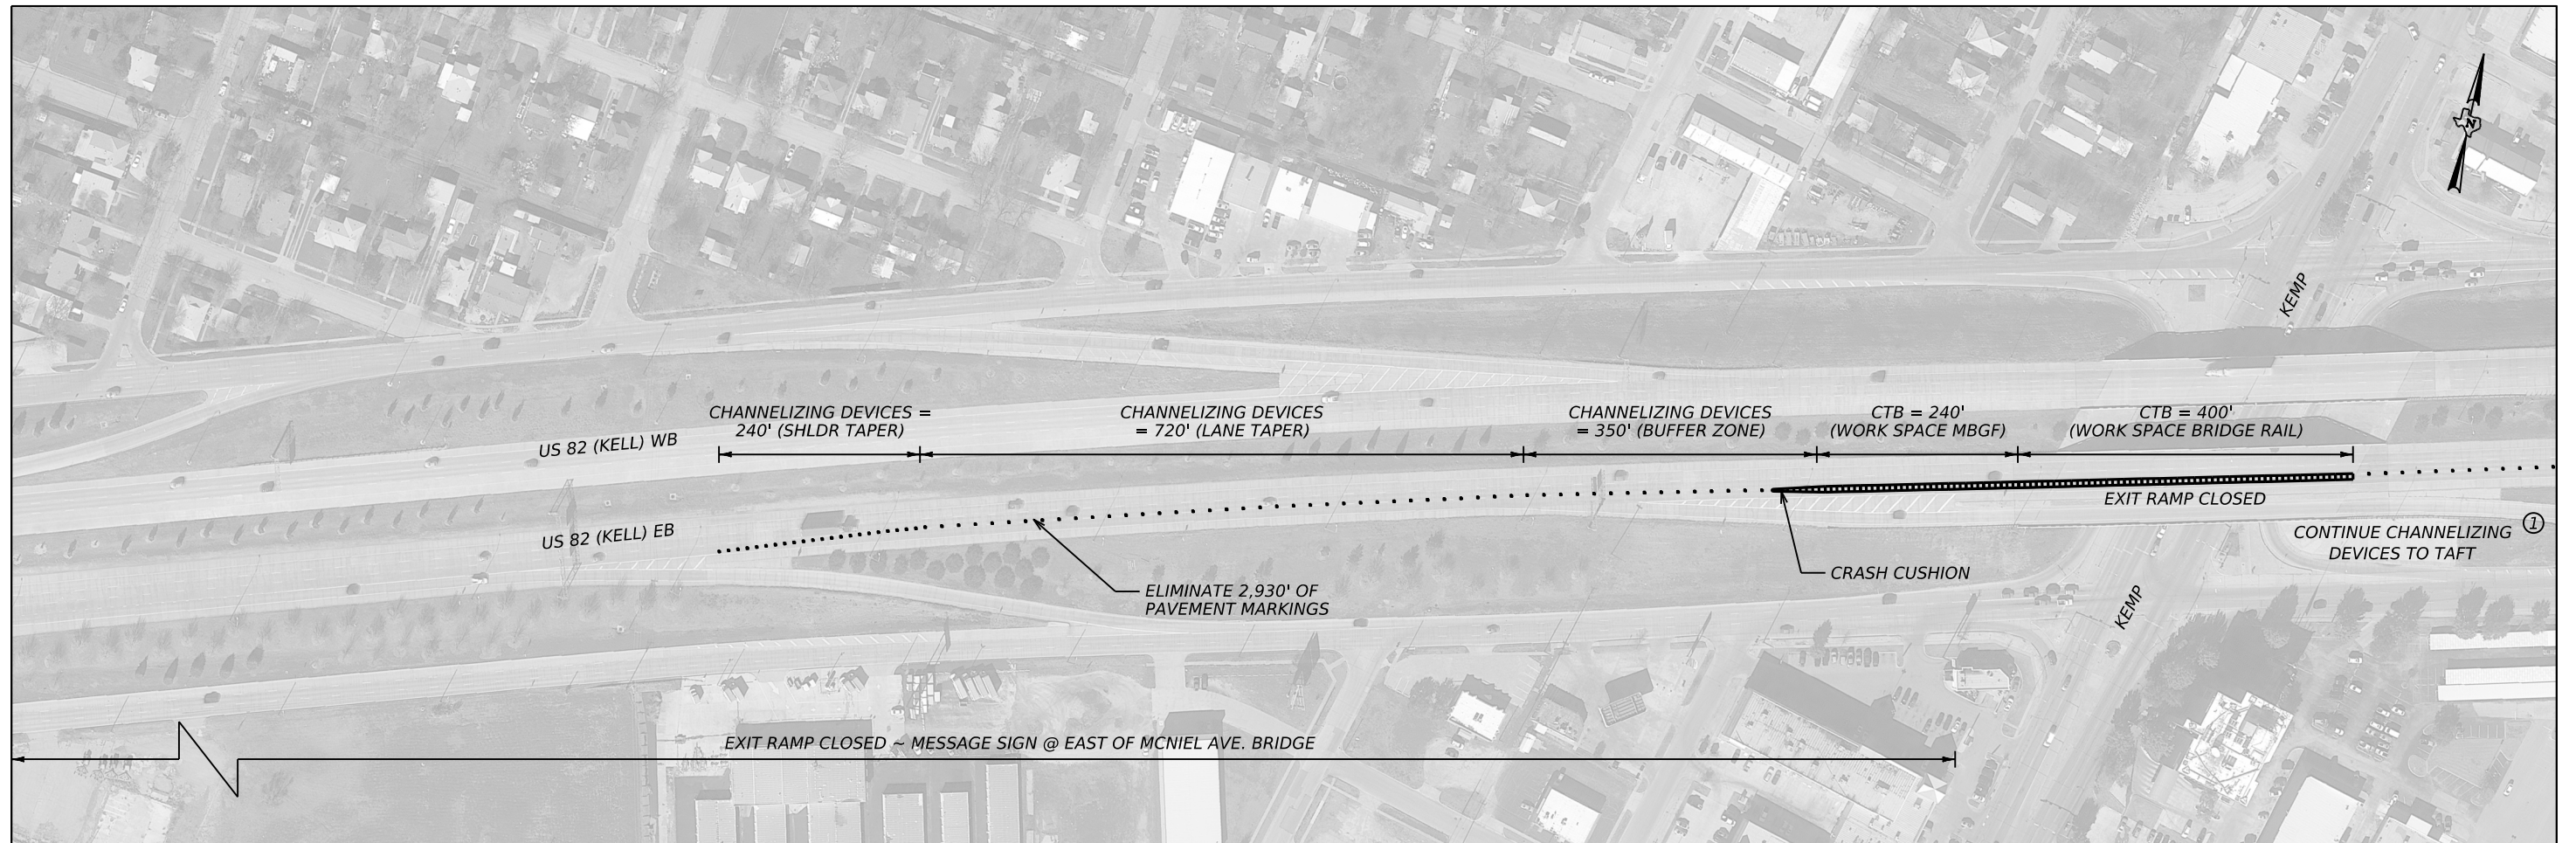 KEMP
CHANNELIZING DEVICES =
240' (SHLDR TAPER)
CHANNELIZING DEVICES
= 720' (LANE TAPER)
CHANNELIZING DEVICES
= 350' (BUFFER ZONE)
CTB = 240'
(WORK SPACE MBGF)
CTB = 400'
(WORK SPACE BRIDGE RAIL)
US 82 (KELL) WB
US 82 (KELL) EB
EXIT RAMP CLOSED
CONTINUE CHANNELIZING
DEVICES TO TAFT
1
CRASH CUSHION
ELIMINATE 2,930' OF
PAVEMENT MARKINGS
KEMP
EXIT RAMP CLOSED ~ MESSAGE SIGN @ EAST OF MCNIEL AVE. BRIDGE
N